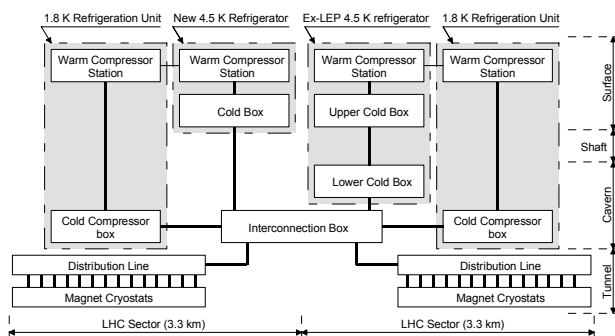 1.8 K Refrigeration Unit
New 4.5 K Refrigerator
Ex-LEP 4.5 K refrigerator
1.8 K Refrigeration Unit
Warm Compressor
Station
Warm Compressor
Station
Warm Compressor
Station
Warm Compressor
Station
Cold Box
Upper Cold Box
Surface
Shaft
Lower Cold Box
Cold Compressor
box
Interconnection Box
Cold Compressor
box
Cavern
Distribution Line
Distribution Line
Magnet Cryostats
Magnet Cryostats
Tunnel
LHC Sector (3.3 km)
LHC Sector (3.3 km)